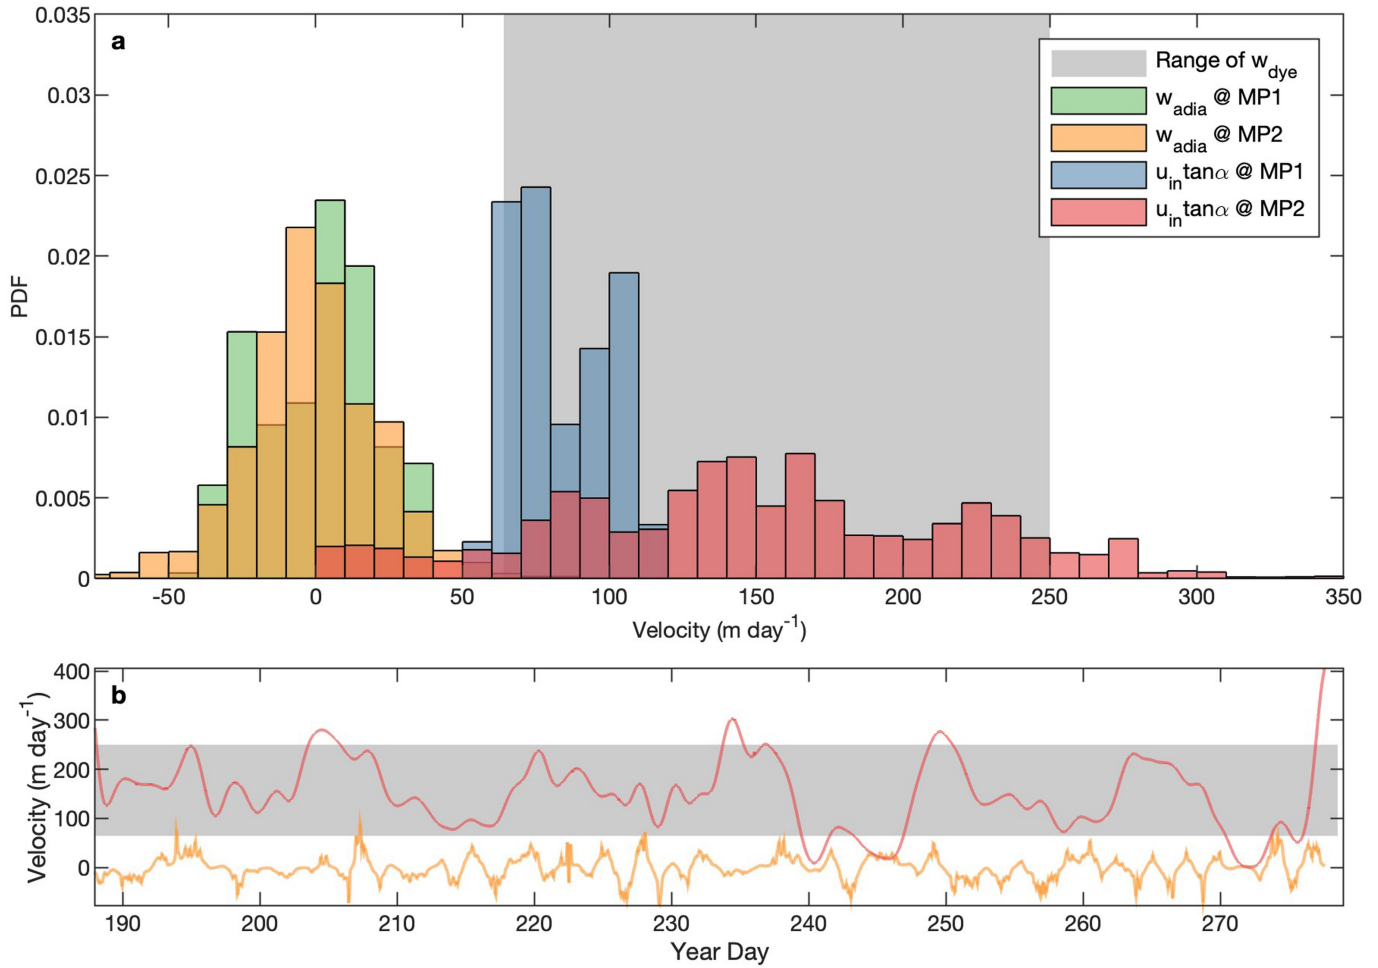 a
0.035
0.03
0.025
0.02
0.015
0.01
0.005
0
PDF
Range of w_dye
w_adia @ MP1
w_adia @ MP2
u_in tanα @ MP1
u_in tanα @ MP2
-50 0 50 100 150 200 250 300 350
Velocity (m day⁻¹)
b
400
300
200
100
0
Velocity (m day⁻¹)
190 200 210 220 230 240 250 260 270
Year Day